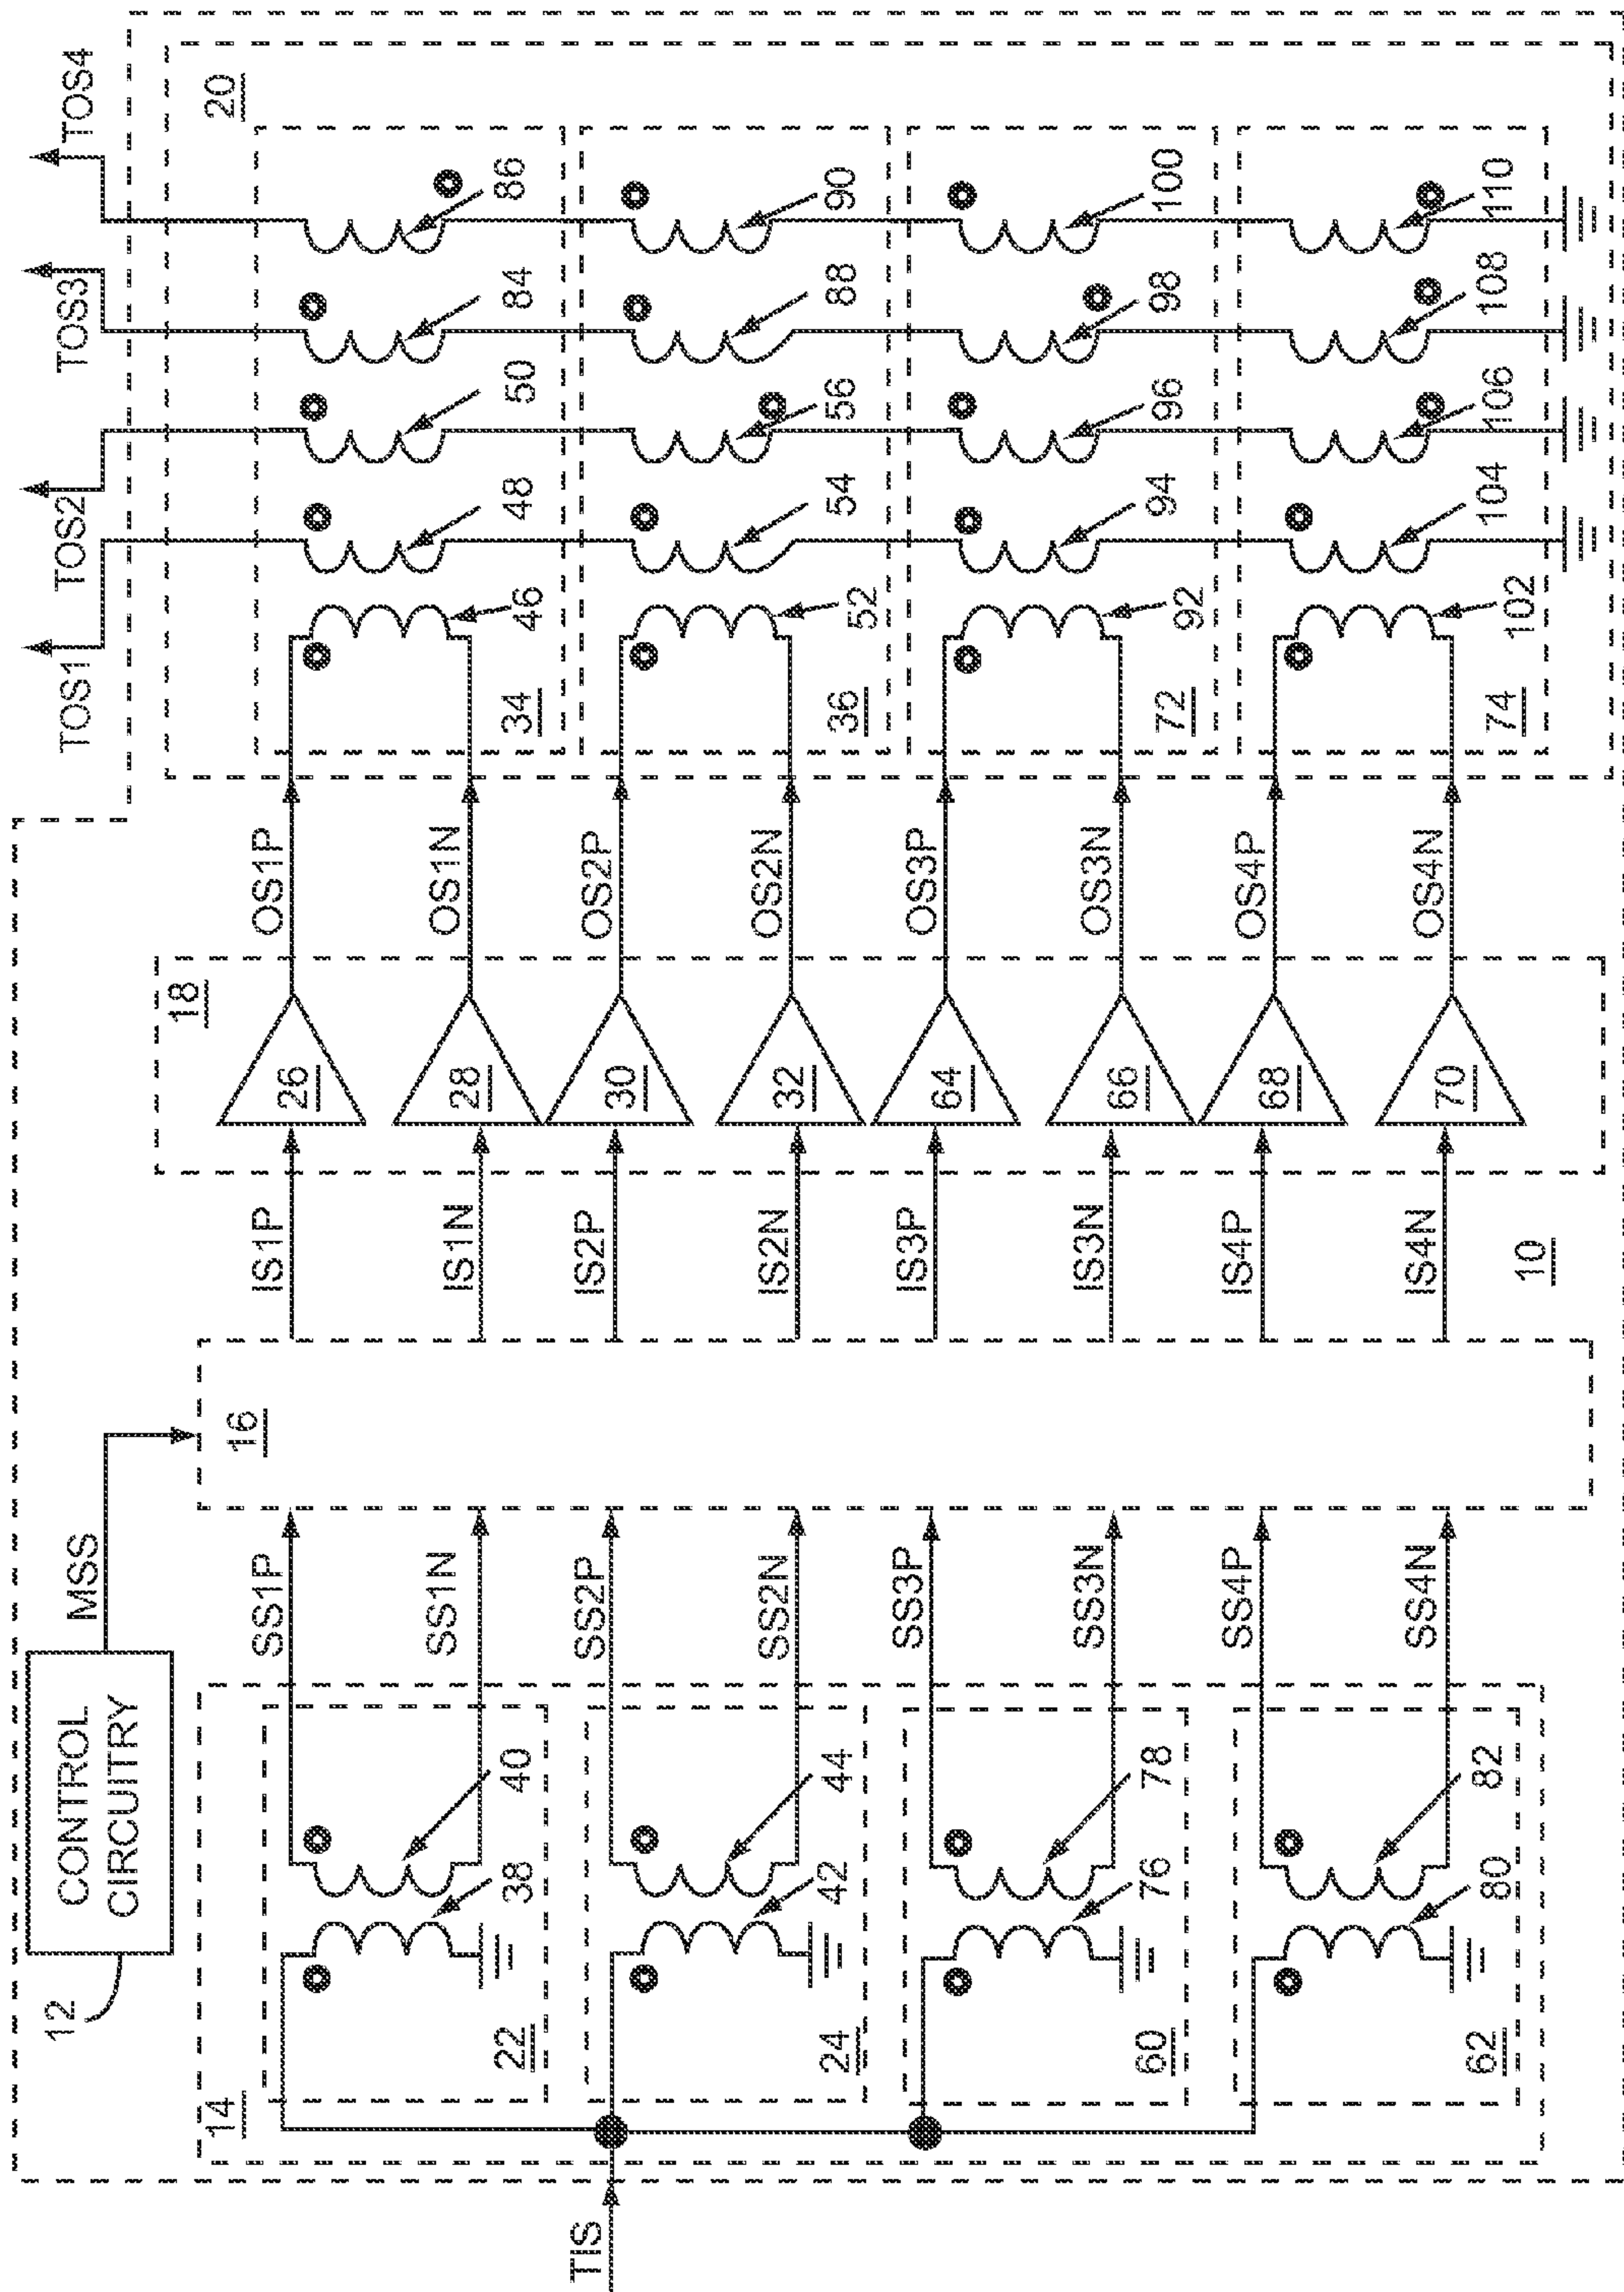 12
CONTROL
CIRCUITRY
MSS
TOS1
TOS2
TOS3
TOS4
14
16
18
20
SS1P
IS1P
26
OS1P
38
40
22
SS1N
IS1N
28
OS1N
34
46
48
50
84
86
TIS
SS2P
IS2P
30
OS2P
42
44
24
SS2N
IS2N
32
OS2N
36
52
54
56
88
90
SS3P
IS3P
64
OS3P
76
78
60
SS3N
IS3N
66
OS3N
72
92
94
96
98
100
SS4P
IS4P
68
OS4P
80
82
62
SS4N
IS4N
70
OS4N
74
102
104
106
108
110
10